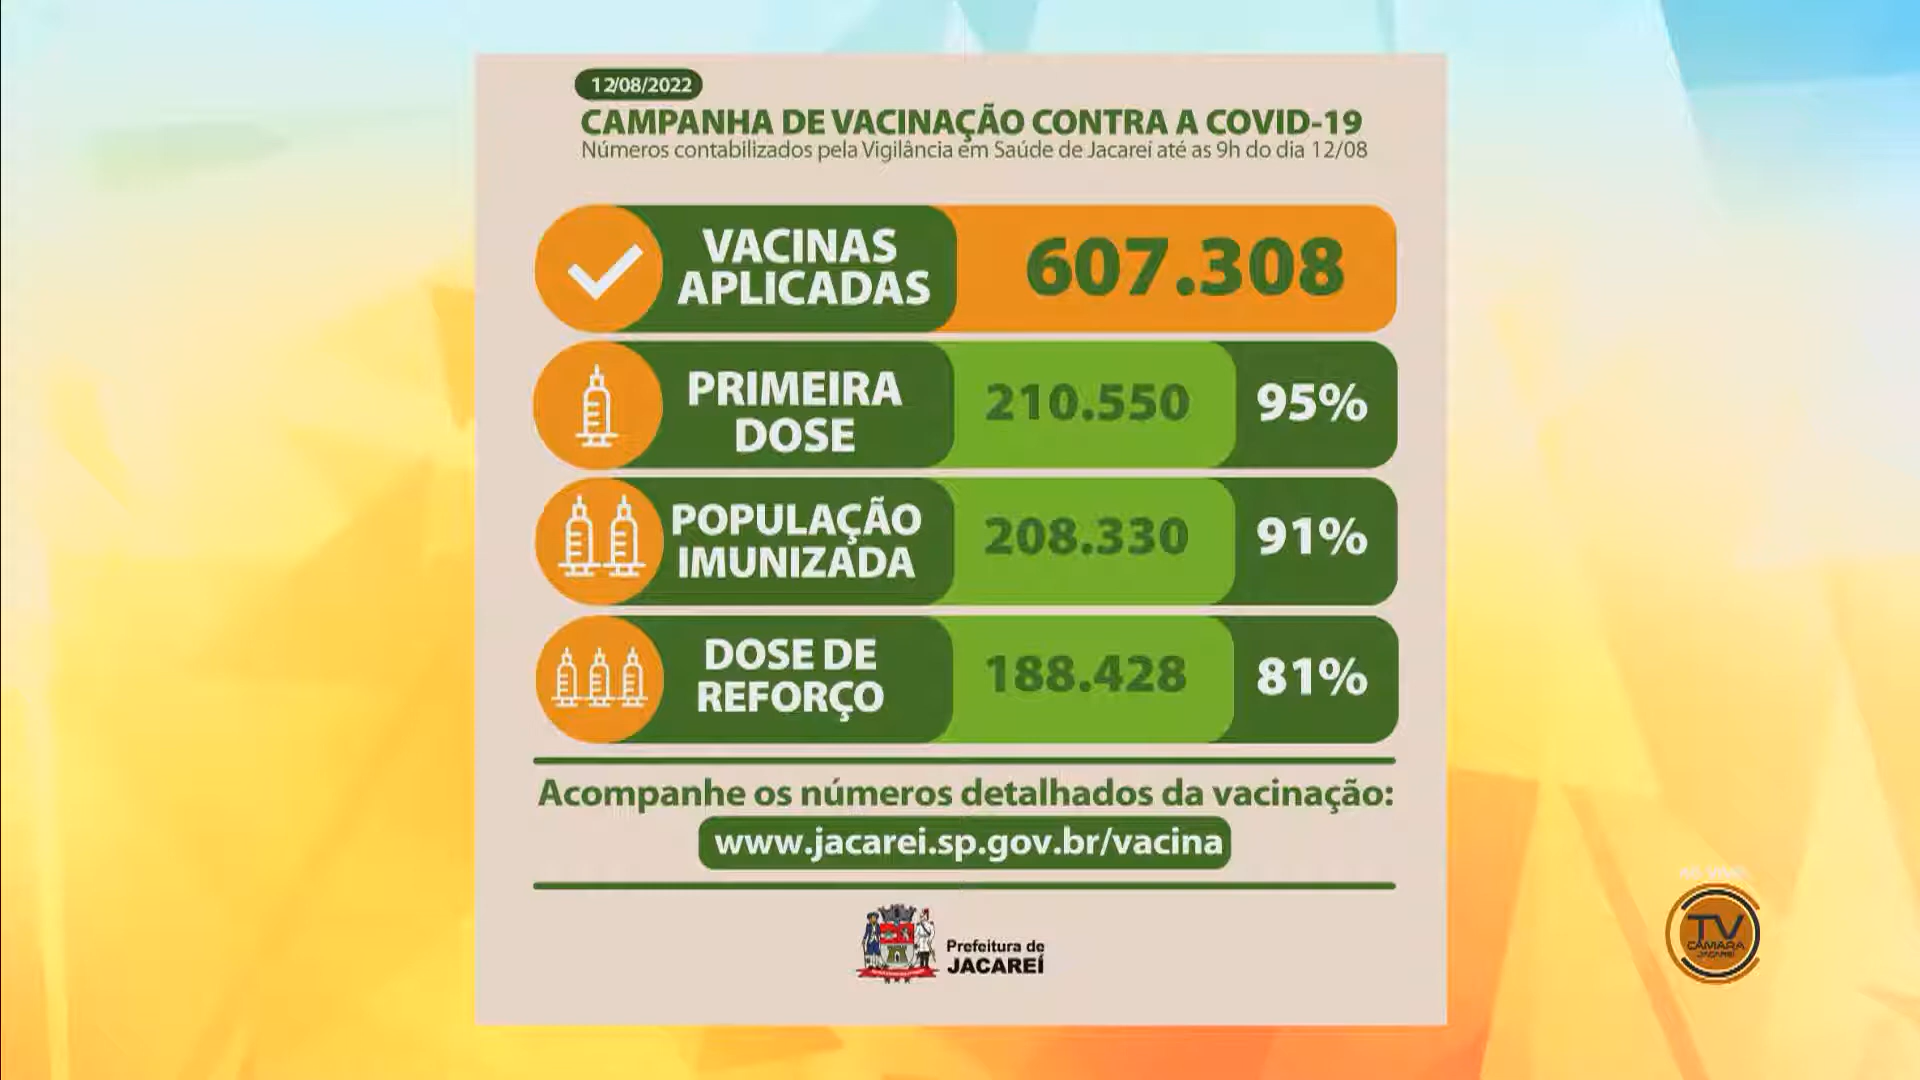 12/08/2022
CAMPANHA DE VACINAÇÃO CONTRA A COVID-19
Números contabilizados pela Vigilância em Saúde de Jacareí até as 9h do dia 12/08
VACINAS
APLICADAS
607.308
PRIMEIRA
DOSE
210.550
95%
POPULAÇÃO
IMUNIZADA
208.330
91%
DOSE DE
REFORÇO
188.428
81%
Acompanhe os números detalhados da vacinação:
www.jacarei.sp.gov.br/vacina
Prefeitura de
JACAREÍ
AO VIVO
TV
CÂMARA
JACAREÍ